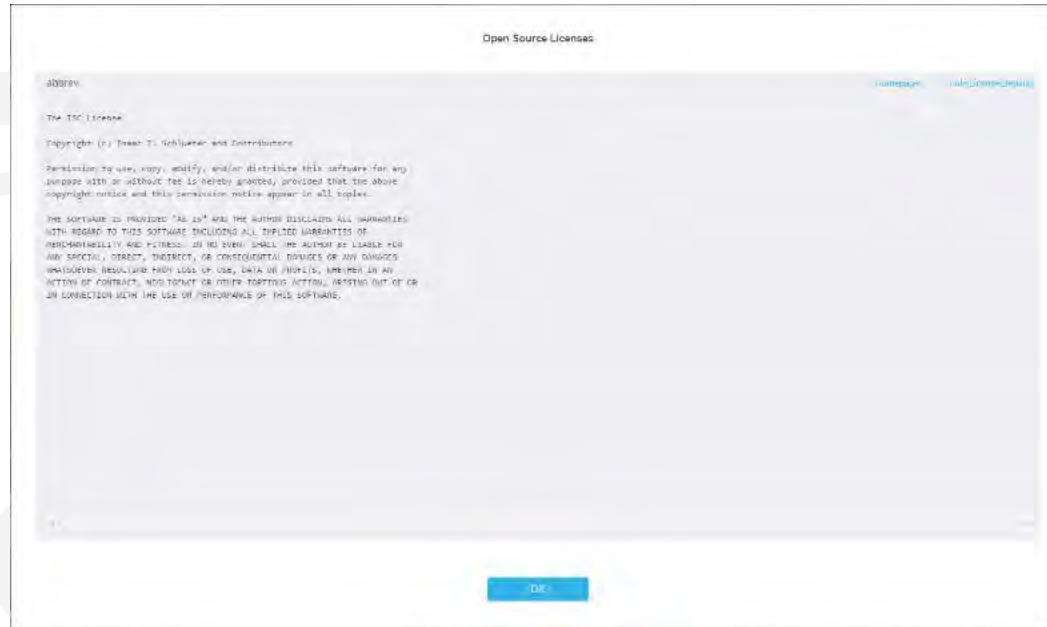 Open Source Licenses
abbrev
The ISC License
Copyright (c) Isaac Z. Schlueter and Contributors
Permission to use, copy, modify, and/or distribute this software for any
purpose with or without fee is hereby granted, provided that the above
copyright notice and this permission notice appear in all copies.
THE SOFTWARE IS PROVIDED "AS IS" AND THE AUTHOR DISCLAIMS ALL WARRANTIES
WITH REGARD TO THIS SOFTWARE INCLUDING ALL IMPLIED WARRANTIES OF
MERCHANTABILITY AND FITNESS. IN NO EVENT SHALL THE AUTHOR BE LIABLE FOR
ANY SPECIAL, DIRECT, INDIRECT, OR CONSEQUENTIAL DAMAGES OR ANY DAMAGES
WHATSOEVER RESULTING FROM LOSS OF USE, DATA OR PROFITS, WHETHER IN AN
ACTION OF CONTRACT, NEGLIGENCE OR OTHER TORTIOUS ACTION, ARISING OUT OF OR
IN CONNECTION WITH THE USE OR PERFORMANCE OF THIS SOFTWARE.
OK